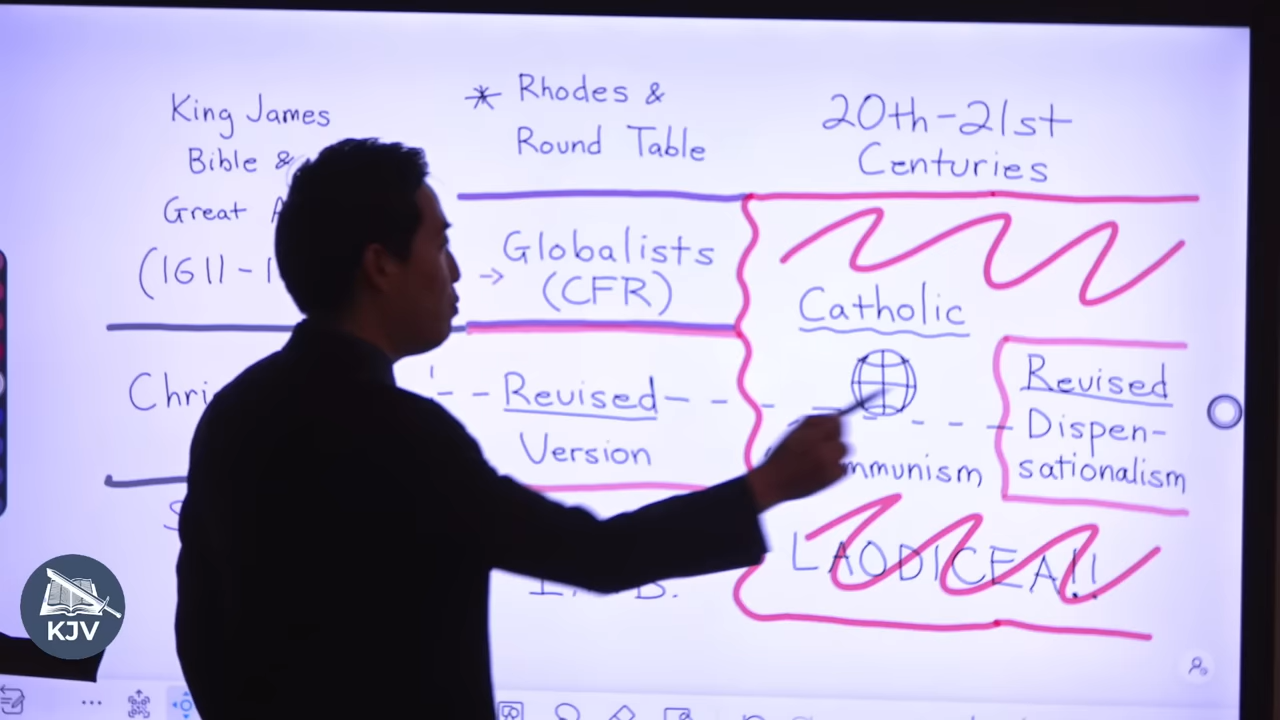 King James
Bible &
Great
(1611-1
Chri
* Rhodes &
Round Table
→ Globalists
(CFR)
Revised
Version
20th-21st
Centuries
Catholic
mmunism
Revised
Dispen-
sationalism
LAODICEA!!
KJV